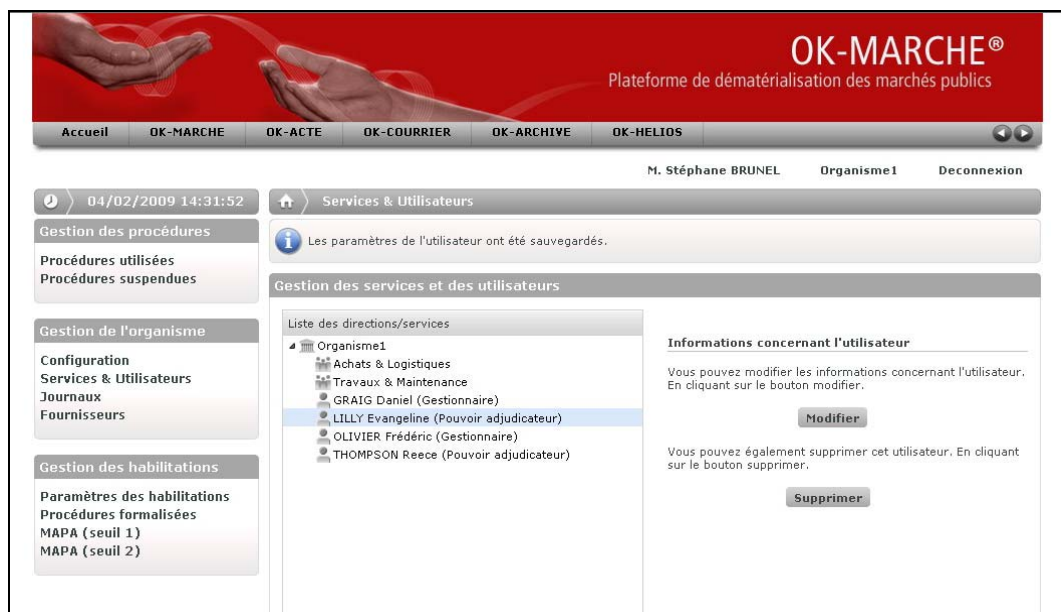 OK-MARCHE®
Plateforme de dématérialisation des marchés publics
Accueil OK-MARCHE OK-ACTE OK-COURRIER OK-ARCHIVE OK-HELIOS
M. Stéphane BRUNEL Organisme1 Deconnexion
04/02/2009 14:31:52
Services & Utilisateurs
Gestion des procédures
Procédures utilisées
Procédures suspendues
Gestion de l'organisme
Configuration
Services & Utilisateurs
Journaux
Fournisseurs
Gestion des habilitations
Paramètres des habilitations
Procédures formalisées
MAPA (seuil 1)
MAPA (seuil 2)
Les paramètres de l'utilisateur ont été sauvegardés.
Gestion des services et des utilisateurs
Liste des directions/services
Organisme1
Achats & Logistiques
Travaux & Maintenance
GRAIG Daniel (Gestionnaire)
LILLY Evangeline (Pouvoir adjudicateur)
OLIVIER Frédéric (Gestionnaire)
THOMPSON Reece (Pouvoir adjudicateur)
Informations concernant l'utilisateur
Vous pouvez modifier les informations concernant l'utilisateur.
En cliquant sur le bouton modifier.
Modifier
Vous pouvez également supprimer cet utilisateur. En cliquant
sur le bouton supprimer.
Supprimer